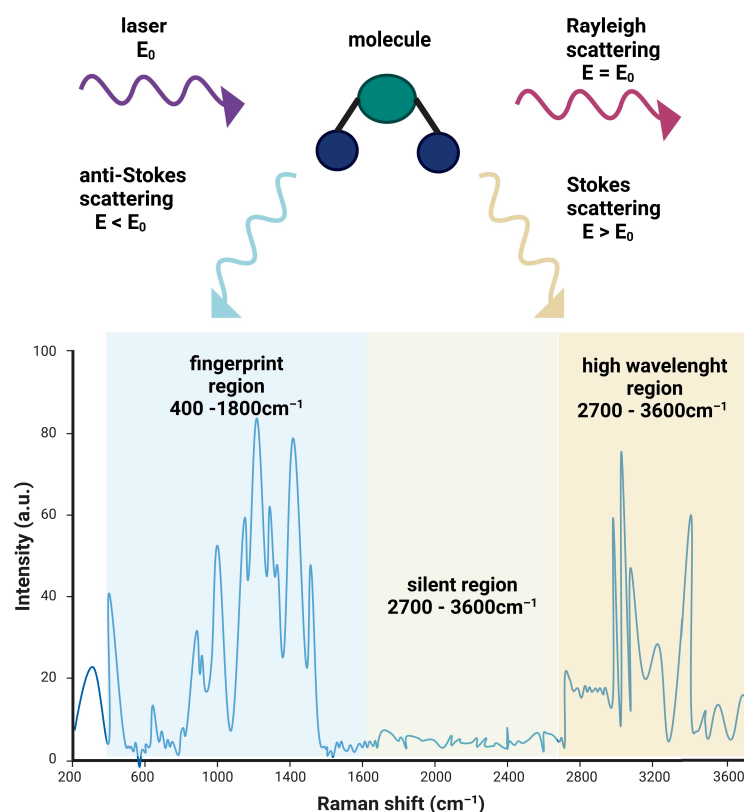 laser
E₀
molecule
Rayleigh
scattering
E = E₀
anti-Stokes
scattering
E < E₀
Stokes
scattering
E > E₀
fingerprint
region
400 -1800cm⁻¹
silent region
2700 - 3600cm⁻¹
high wavelenght
region
2700 - 3600cm⁻¹
Intensity (a.u.)
100
80
60
40
20
0
200 600 1000 1400 1600 2000 2400 2800 3200 3600
Raman shift (cm⁻¹)